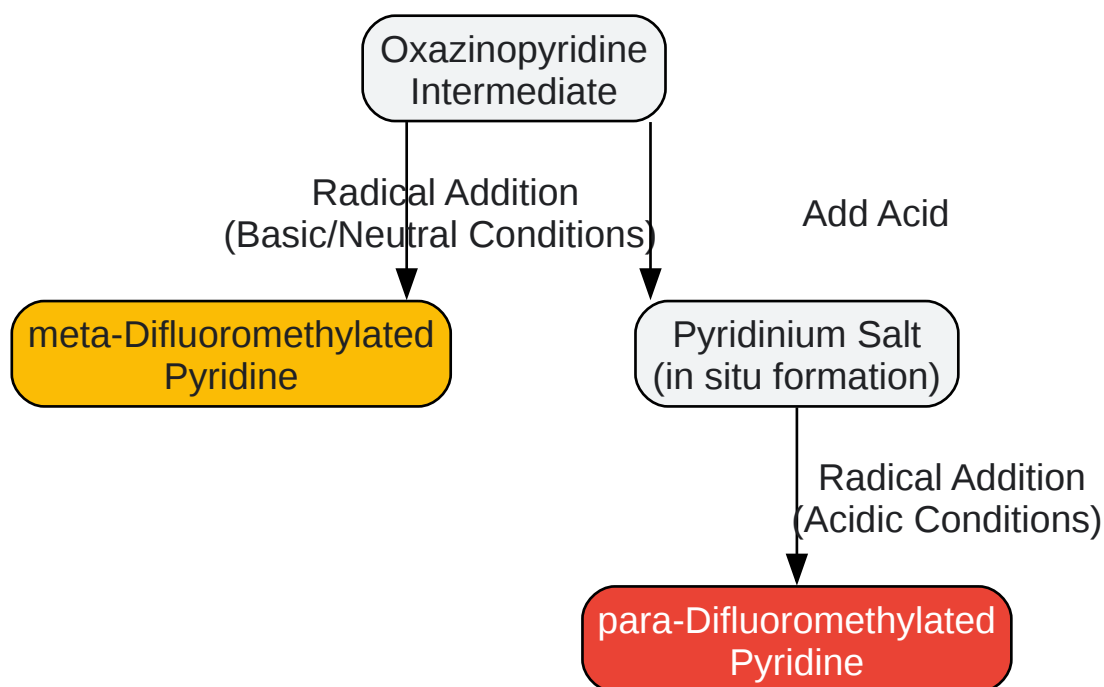 Oxazinopyridine
Intermediate
Radical Addition
(Basic/Neutral Conditions)
Add Acid
meta-Difluoromethylated
Pyridine
Pyridinium Salt
(in situ formation)
Radical Addition
(Acidic Conditions)
para-Difluoromethylated
Pyridine